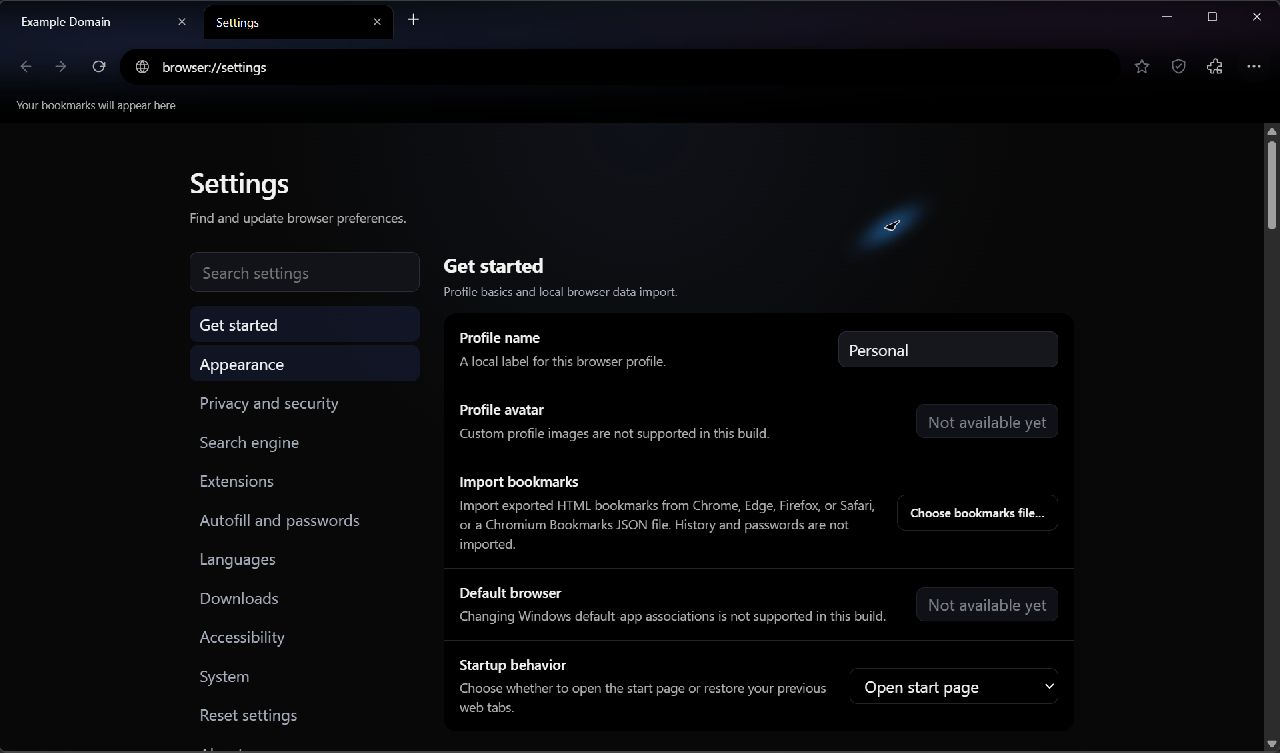 Example Domain
Settings
browser://settings
Your bookmarks will appear here
Settings
Find and update browser preferences.
Search settings
Get started
Appearance
Privacy and security
Search engine
Extensions
Autofill and passwords
Languages
Downloads
Accessibility
System
Reset settings
Get started
Profile basics and local browser data import.
Profile name
A local label for this browser profile.
Personal
Profile avatar
Custom profile images are not supported in this build.
Not available yet
Import bookmarks
Import exported HTML bookmarks from Chrome, Edge, Firefox, or Safari,
or a Chromium Bookmarks JSON file. History and passwords are not
imported.
Choose bookmarks file...
Default browser
Changing Windows default-app associations is not supported in this build.
Not available yet
Startup behavior
Choose whether to open the start page or restore your previous
web tabs.
Open start page